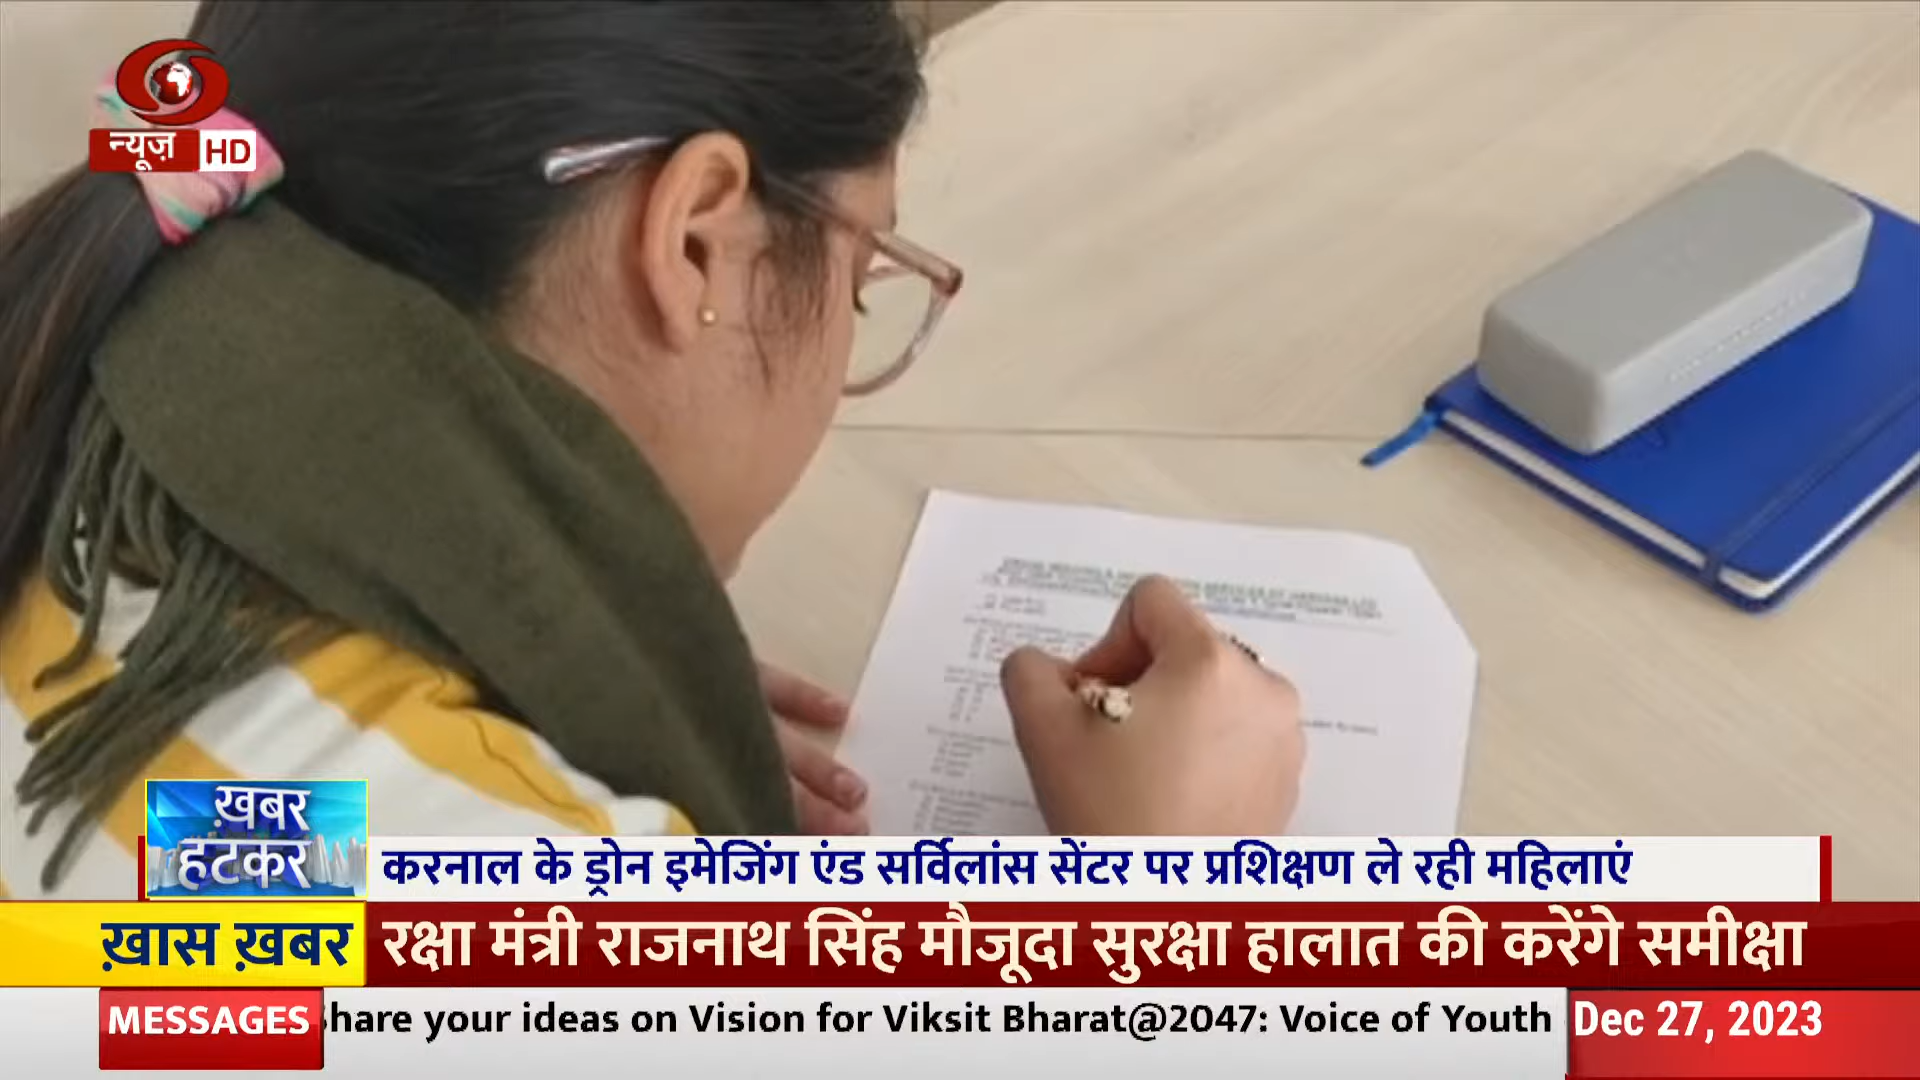 न्यूज़ HD
ख़बर
हटकर
करनाल के ड्रोन इमेजिंग एंड सर्विलांस सेंटर पर प्रशिक्षण ले रही महिलाएं
ख़ास ख़बर
रक्षा मंत्री राजनाथ सिंह मौजूदा सुरक्षा हालात की करेंगे समीक्षा
MESSAGES
hare your ideas on Vision for Viksit Bharat@2047: Voice of Youth
Dec 27, 2023